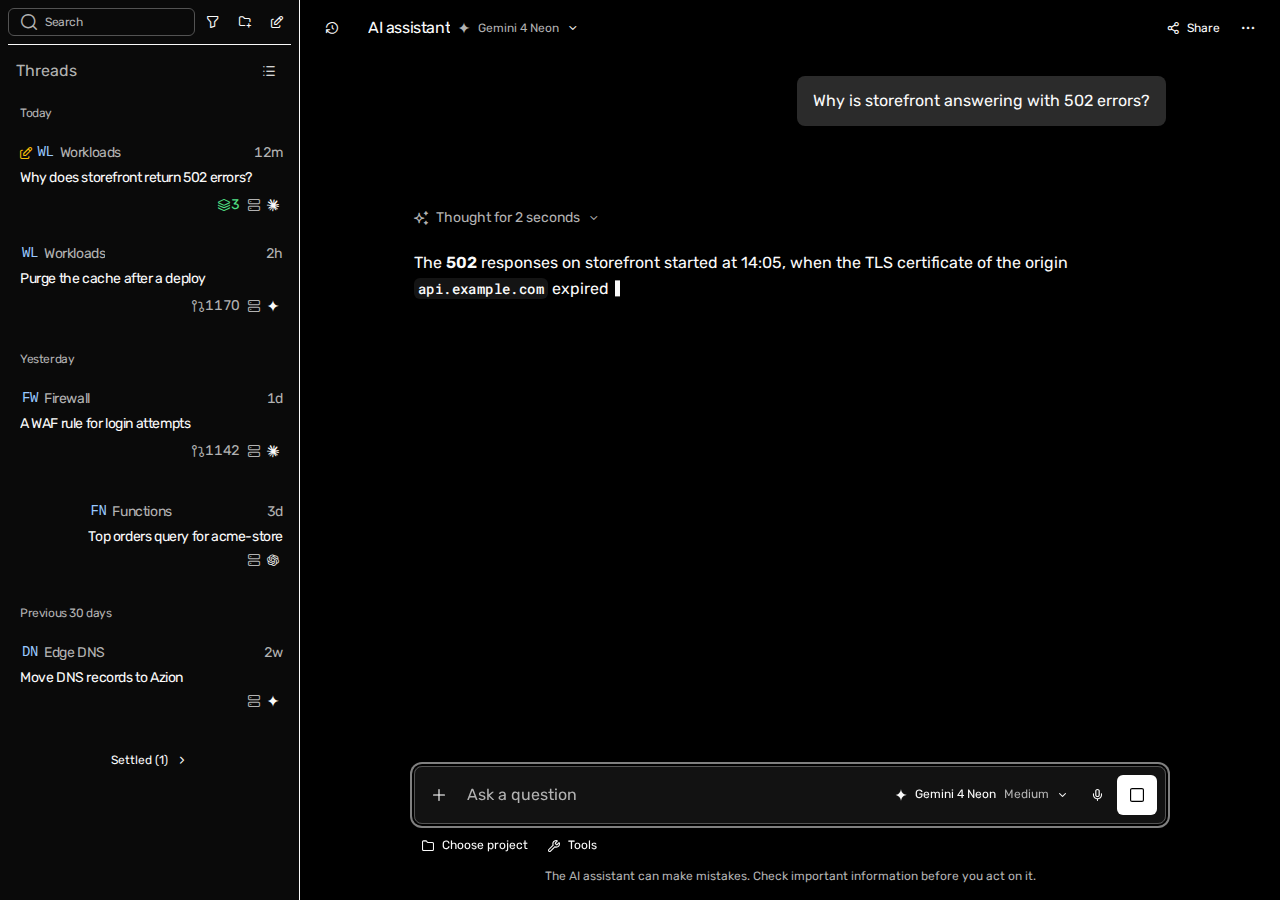 Search
Threads
Today
WL Workloads 12m
Why does storefront return 502 errors?
3
WL Workloads 2h
Purge the cache after a deploy
1170
Yesterday
FW Firewall 1d
A WAF rule for login attempts
1142
FN Functions 3d
Top orders query for acme-store
Previous 30 days
DN Edge DNS 2w
Move DNS records to Azion
Settled (1)
AI assistant Gemini 4 Neon
Share
Why is storefront answering with 502 errors?
Thought for 2 seconds
The 502 responses on storefront started at 14:05, when the TLS certificate of the origin
api.example.com expired
Ask a question
Gemini 4 Neon Medium
Choose project Tools
The AI assistant can make mistakes. Check important information before you act on it.